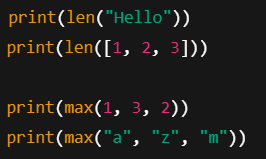 print(len("Hello"))
print(len([1, 2, 3]))
print(max(1, 3, 2))
print(max("a", "z", "m"))